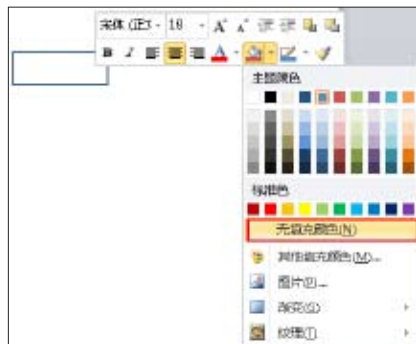 宋体 (正文 18
B I A
主题颜色
标准色
无填充颜色(N)
其他填充颜色(M)...
图片(P)...
渐变(G)
纹理(T)